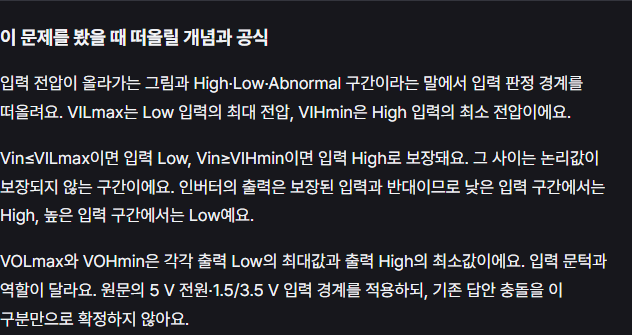 이 문제를 봤을 때 떠올릴 개념과 공식
입력 전압이 올라가는 그림과 High·Low·Abnormal 구간이라는 말에서 입력 판정 경계를
떠올려요. VILmax는 Low 입력의 최대 전압, VIHmin은 High 입력의 최소 전압이에요.
Vin≤VILmax이면 입력 Low, Vin≥VIHmin이면 입력 High로 보장돼요. 그 사이는 논리값이
보장되지 않는 구간이에요. 인버터의 출력은 보장된 입력과 반대이므로 낮은 입력 구간에서는
High, 높은 입력 구간에서는 Low예요.
VOLmax와 VOHmin은 각각 출력 Low의 최대값과 출력 High의 최소값이에요. 입력 문턱과
역할이 달라요. 원문의 5 V 전원·1.5/3.5 V 입력 경계를 적용하되, 기존 답안 충돌을 이
구분만으로 확정하지 않아요.